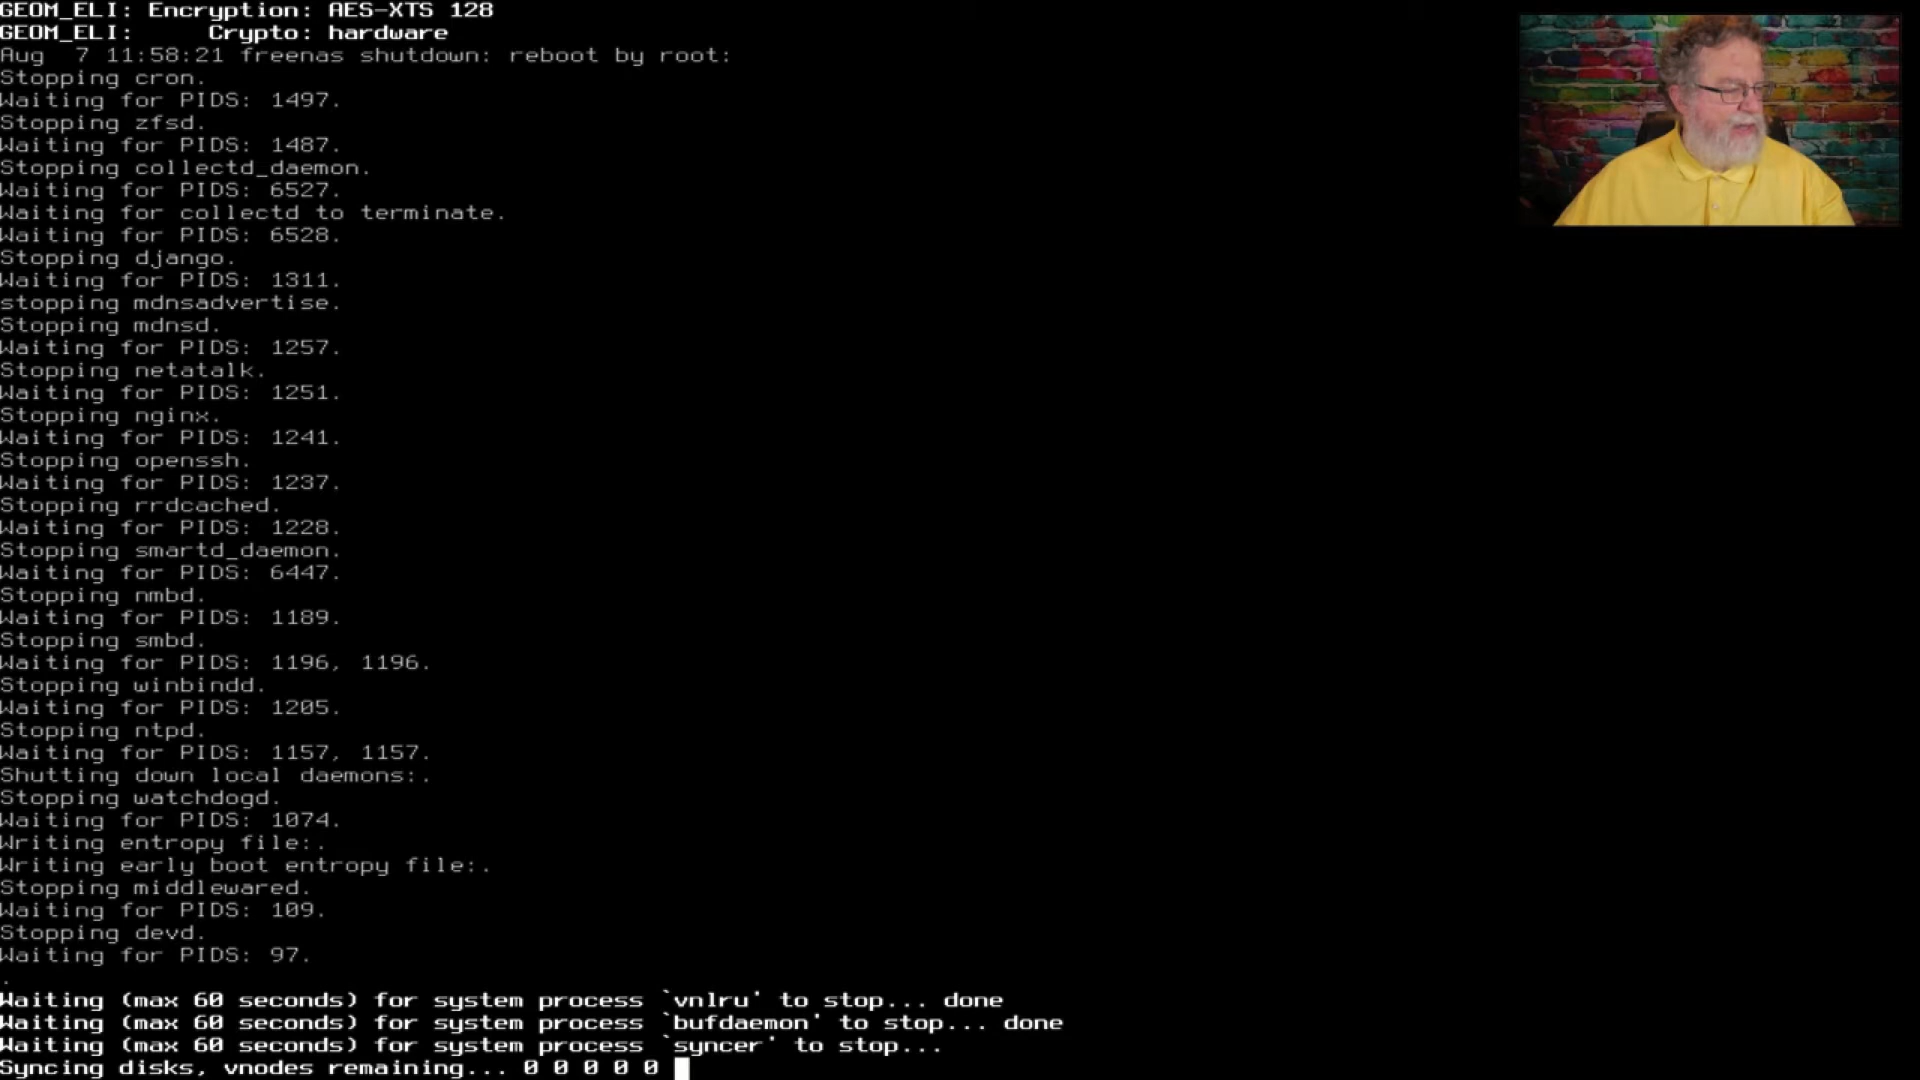 GEOM_ELI: Encryption: AES-XTS 128
GEOM_ELI:     Crypto: hardware
Aug  7 11:58:21 freenas shutdown: reboot by root:
Stopping cron.
Waiting for PIDS: 1497.
Stopping zfsd.
Waiting for PIDS: 1487.
Stopping collectd_daemon.
Waiting for PIDS: 6527.
Waiting for collectd to terminate.
Waiting for PIDS: 6528.
Stopping django.
Waiting for PIDS: 1311.
stopping mdnsadvertise.
Stopping mdnsd.
Waiting for PIDS: 1257.
Stopping netatalk.
Waiting for PIDS: 1251.
Stopping nginx.
Waiting for PIDS: 1241.
Stopping openssh.
Waiting for PIDS: 1237.
Stopping rrdcached.
Waiting for PIDS: 1228.
Stopping smartd_daemon.
Waiting for PIDS: 6447.
Stopping nmbd.
Waiting for PIDS: 1189.
Stopping smbd.
Waiting for PIDS: 1196, 1196.
Stopping winbindd.
Waiting for PIDS: 1205.
Stopping ntpd.
Waiting for PIDS: 1157, 1157.
Shutting down local daemons:.
Stopping watchdogd.
Waiting for PIDS: 1074.
Writing entropy file:.
Writing early boot entropy file:.
Stopping middlewared.
Waiting for PIDS: 109.
Stopping devd.
Waiting for PIDS: 97.
.
Waiting (max 60 seconds) for system process `vnlru' to stop... done
Waiting (max 60 seconds) for system process `bufdaemon' to stop... done
Waiting (max 60 seconds) for system process `syncer' to stop...
Syncing disks, vnodes remaining... 0 0 0 0 0